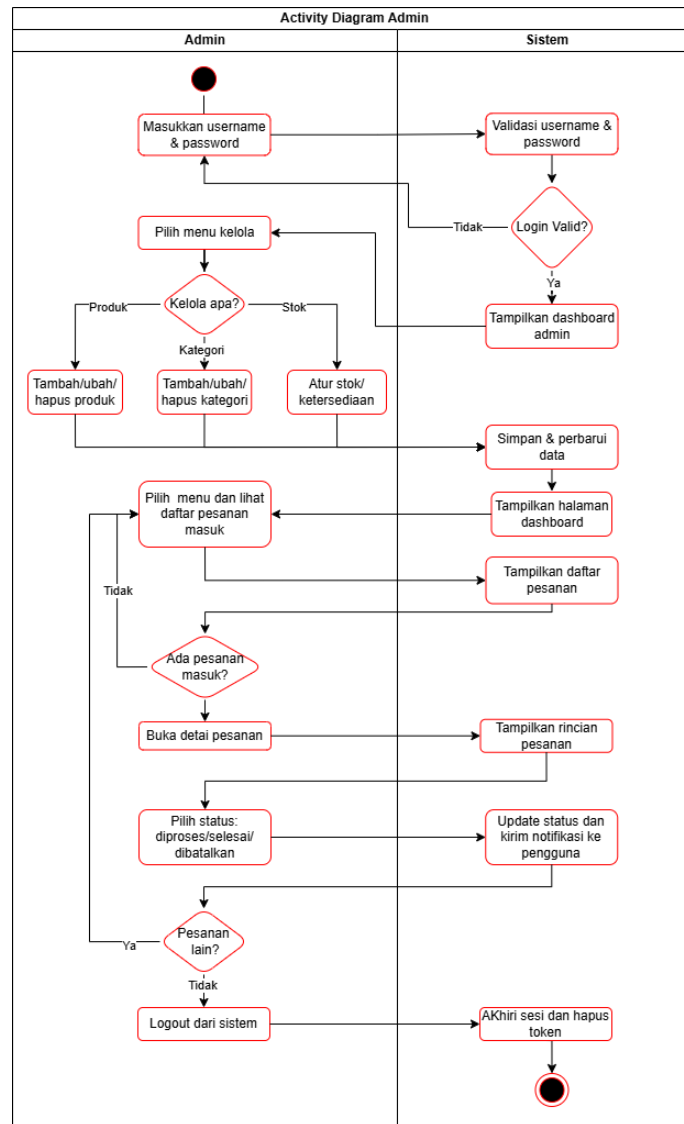 Activity Diagram Admin
Admin
Sistem
Masukkan username
& password
Validasi username &
password
Login Valid?
Tidak
Ya
Pilih menu kelola
Tampilkan dashboard
admin
Kelola apa?
Produk
Stok
Kategori
Tambah/ubah/
hapus produk
Tambah/ubah/
hapus kategori
Atur stok/
ketersediaan
Simpan & perbarui
data
Pilih menu dan lihat
daftar pesanan
masuk
Tampilkan halaman
dashboard
Tampilkan daftar
pesanan
Tidak
Ada pesanan
masuk?
Buka detai pesanan
Tampilkan rincian
pesanan
Pilih status:
diproses/selesai/
dibatalkan
Update status dan
kirim notifikasi ke
pengguna
Pesanan
lain?
Ya
Tidak
Logout dari sistem
AKhiri sesi dan hapus
token